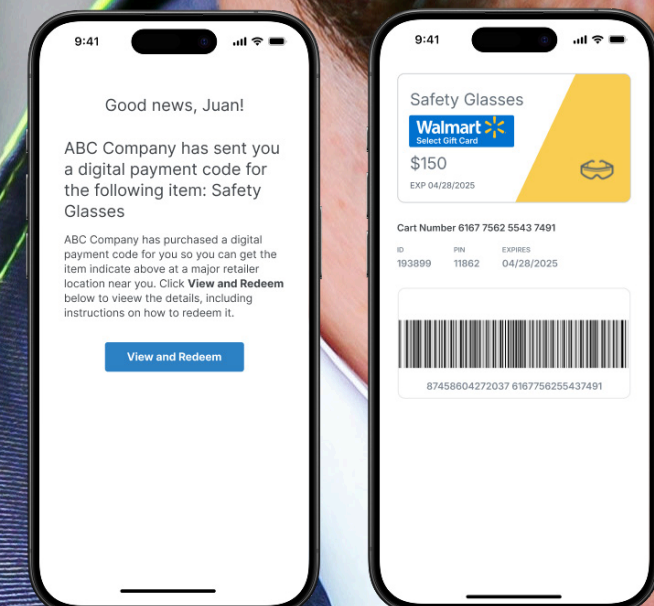 9:41
Good news, Juan!
ABC Company has sent you
a digital payment code for
the following item: Safety
Glasses
ABC Company has purchased a digital
payment code for you so you can get the
item indicate above at a major retailer
location near you. Click View and Redeem
below to vieew the details, including
instructions on how to redeem it.
View and Redeem
9:41
Safety Glasses
Walmart
Select Gift Card
$150
EXP 04/28/2025
Cart Number 6167 7562 5543 7491
ID PIN EXPIRES
193899 11862 04/28/2025
87458604272037 6167756255437491